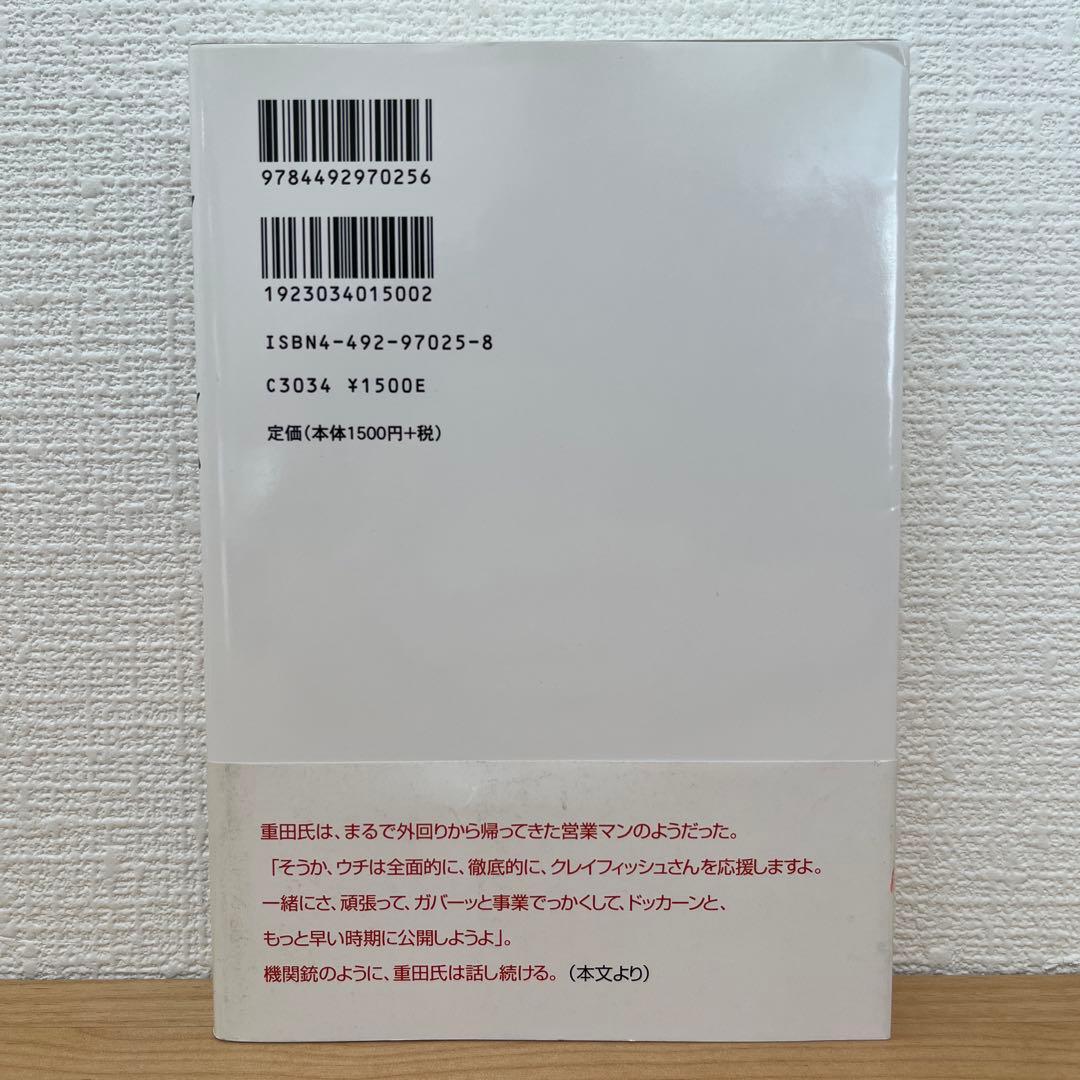 9784492970256
1923034015002
ISBN4-492-97025-8
C3034 ¥1500E
定価(本体1500円+税)
重田氏は、まるで外回りから帰ってきた営業マンのようだった。
「そうか、ウチは全面的に、徹底的に、クレイフィッシュさんを応援しますよ。
一緒にさ、頑張って、ガバーッと事業でっかくして、ドッカーンと、
もっと早い時期に公開しようよ」。
機関銃のように、重田氏は話し続ける。(本文より)